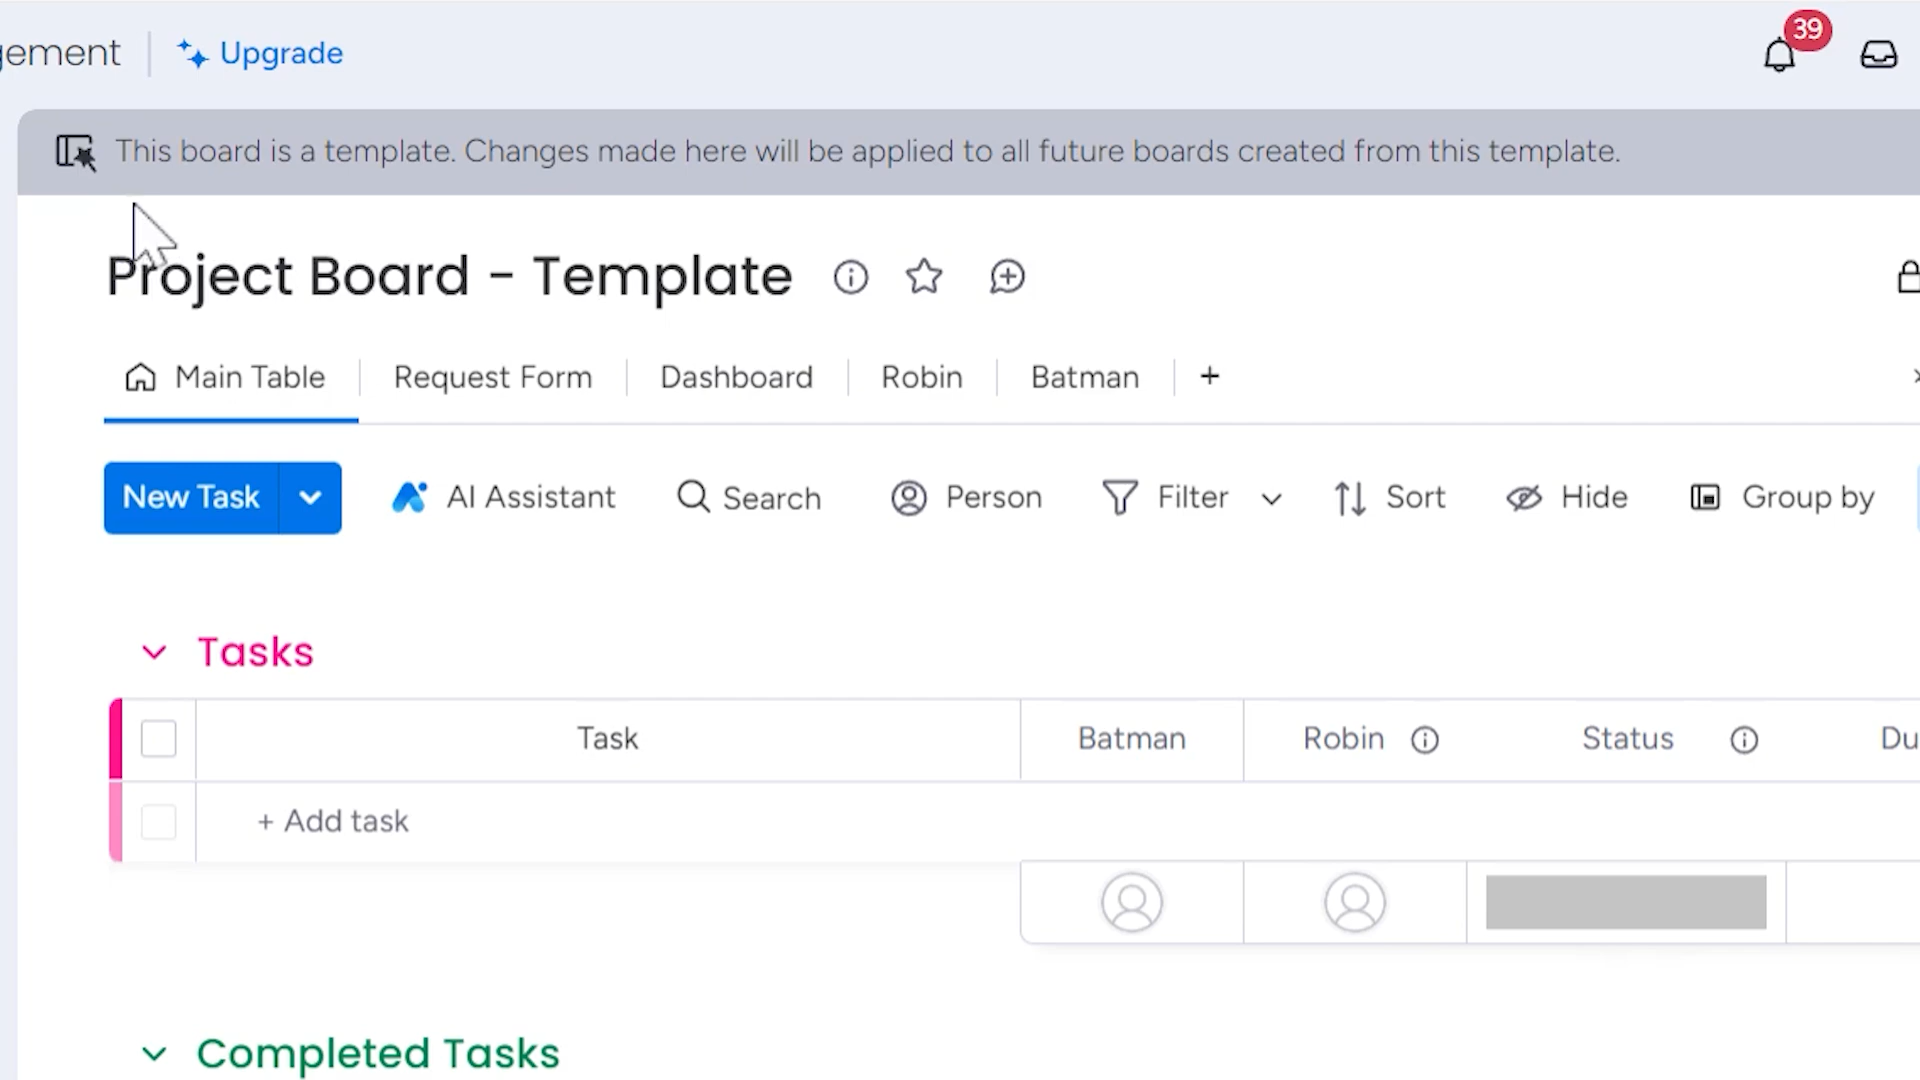 Upgrade
39
This board is a template. Changes made here will be applied to all future boards created from this template.
Project Board - Template
Main Table
Request Form
Dashboard
Robin
Batman
+
New Task
AI Assistant
Search
Person
Filter
Sort
Hide
Group by
Tasks
Task
Batman
Robin
Status
+ Add task
Completed Tasks